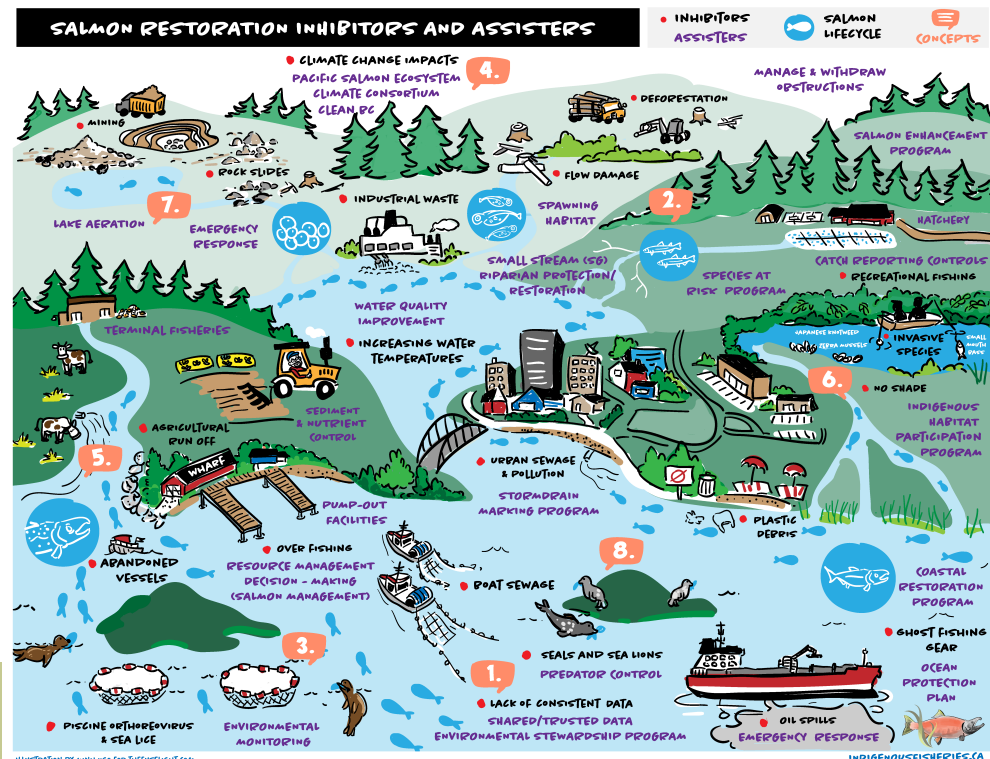 SALMON RESTORATION INHIBITORS AND ASSISTERS
INHIBITORS
ASSISTERS
SALMON
LIFECYCLE
CONCEPTS
CLIMATE CHANGE IMPACTS
PACIFIC SALMON ECOSYSTEM
CLIMATE CONSORTIUM
CLEAN BC
4.
MANAGE & WITHDRAW
OBSTRUCTIONS
DEFORESTATION
MINING
SALMON ENHANCEMENT
PROGRAM
ROCK SLIDES
FLOW DAMAGE
7.
LAKE AERATION
EMERGENCY
RESPONSE
INDUSTRIAL WASTE
SPAWNING
HABITAT
2.
HATCHERY
SMALL STREAM (SG)
RIPARIAN PROTECTION/
RESTORATION
SPECIES AT
RISK PROGRAM
CATCH REPORTING CONTROLS
RECREATIONAL FISHING
WATER QUALITY
IMPROVEMENT
TERMINAL FISHERIES
INCREASING WATER
TEMPERATURES
JAPANESE KNOTWEED
ZEBRA MUSSELS
INVASIVE
SPECIES
SMALL
MOUTH
BASS
6.
NO SHADE
SEDIMENT
& NUTRIENT
CONTROL
INDIGENOUS
HABITAT
PARTICIPATION
PROGRAM
AGRICULTURAL
RUN OFF
5.
WHARF
URBAN SEWAGE
& POLLUTION
STORMDRAIN
MARKING PROGRAM
PUMP-OUT
FACILITIES
PLASTIC
DEBRIS
ABANDONED
VESSELS
OVER FISHING
RESOURCE MANAGEMENT
DECISION - MAKING
(SALMON MANAGEMENT)
BOAT SEWAGE
8.
COASTAL
RESTORATION
PROGRAM
GHOST FISHING
GEAR
OCEAN
PROTECTION
PLAN
3.
SEALS AND SEA LIONS
PREDATOR CONTROL
1.
LACK OF CONSISTENT DATA
SHARED/TRUSTED DATA
ENVIRONMENTAL STEWARDSHIP PROGRAM
PISCINE ORTHOREOVIRUS
& SEA LICE
ENVIRONMENTAL
MONITORING
OIL SPILLS
EMERGENCY RESPONSE
INDIGENOUSFISHERIES.CA